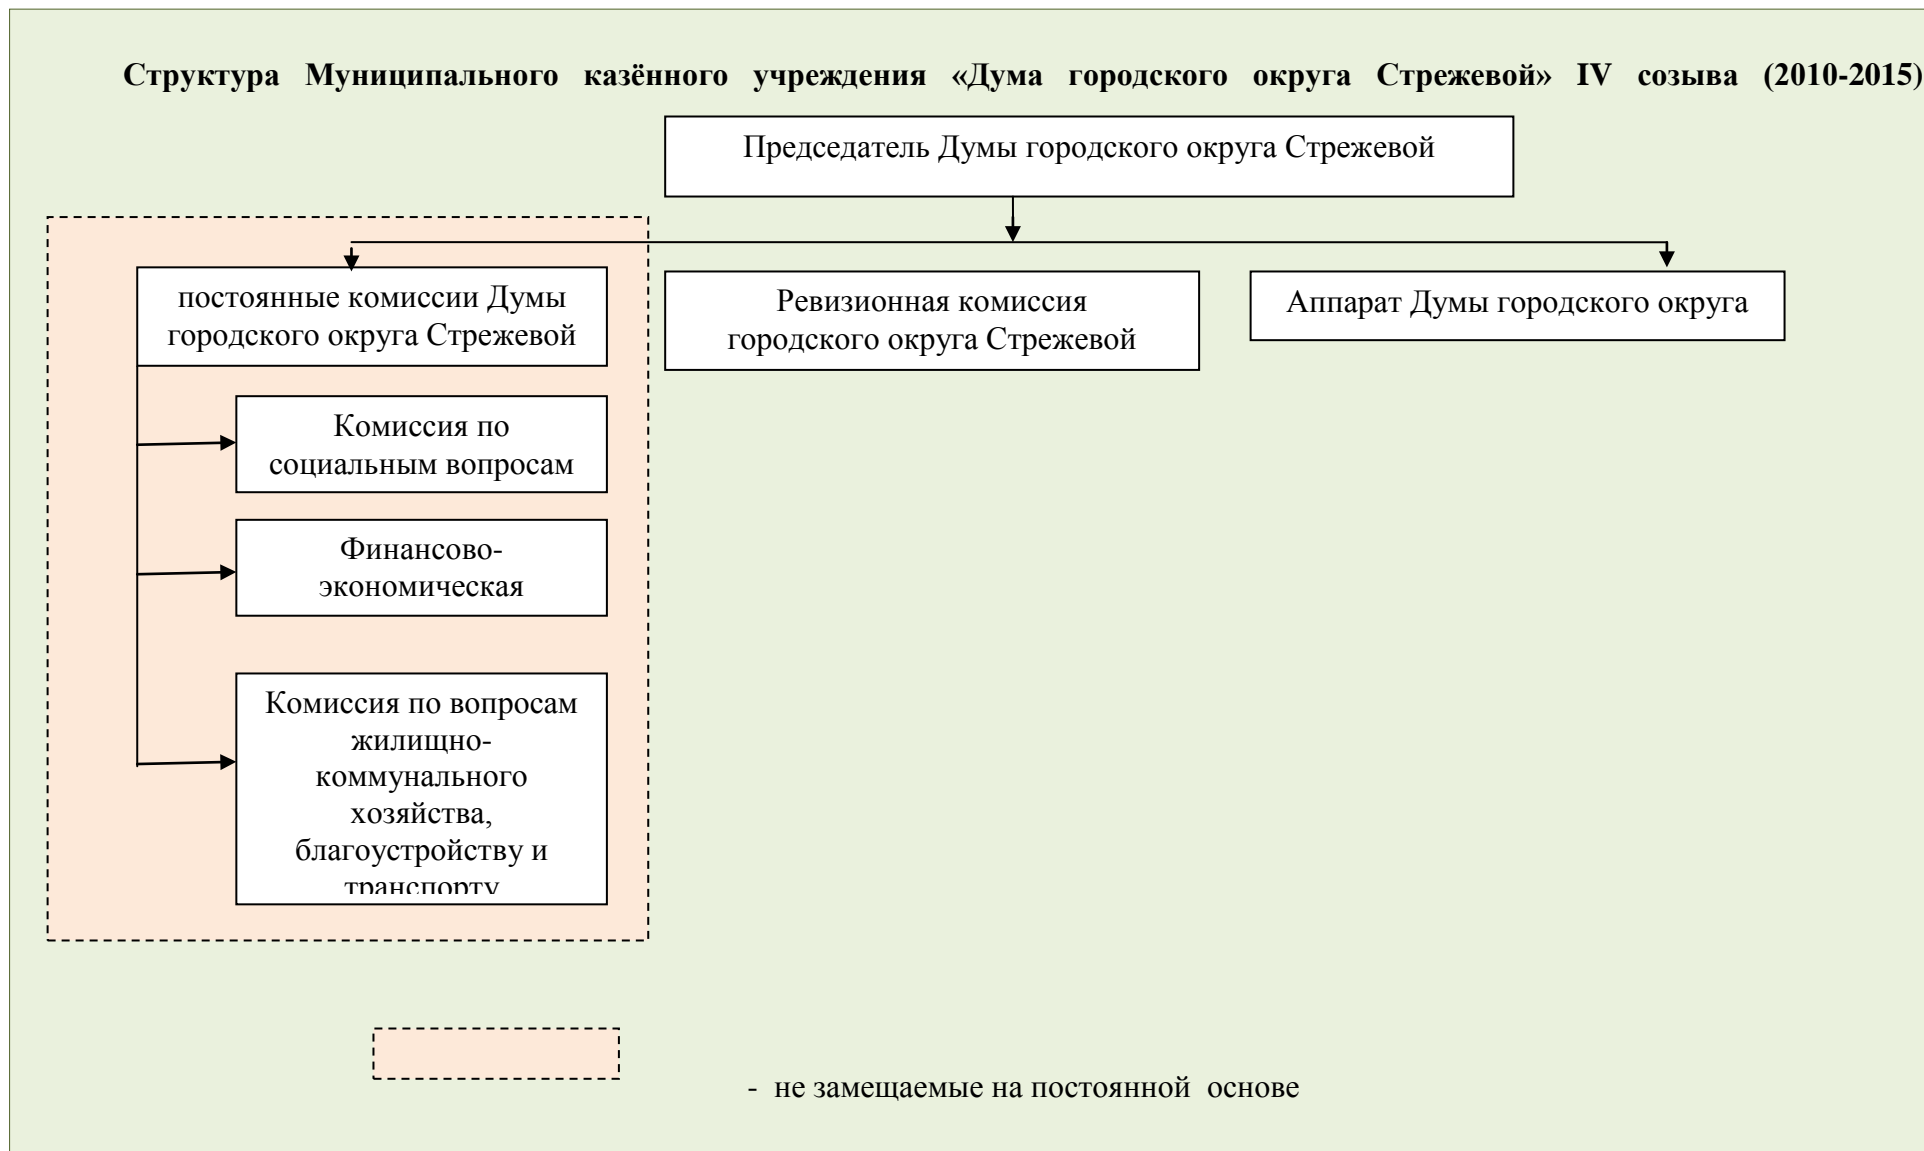 Структура Муниципального казённого учреждения «Дума городского округа Стрежевой» IV созыва (2010-2015)
Председатель Думы городского округа Стрежевой
постоянные комиссии Думы
городского округа Стрежевой
Ревизионная комиссия
городского округа Стрежевой
Аппарат Думы городского округа
Комиссия по
социальным вопросам
Финансово-
экономическая
Комиссия по вопросам
жилищно-
коммунального
хозяйства,
благоустройству и
транспорту
- не замещаемые на постоянной основе